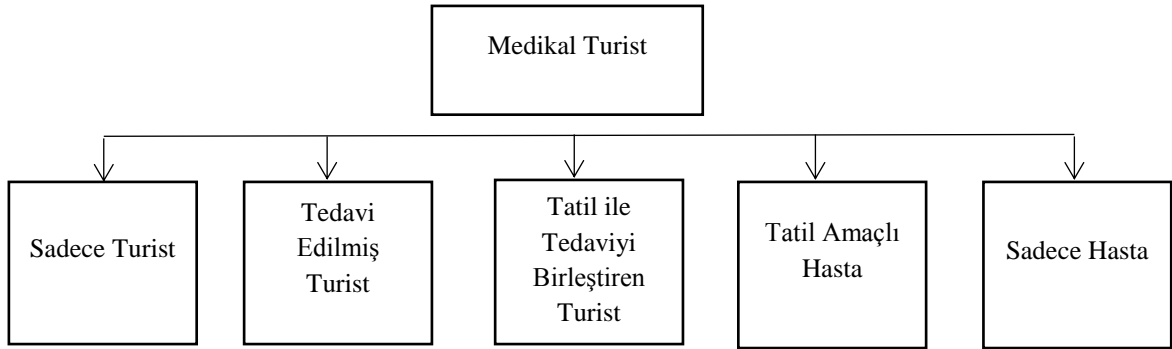 Medikal Turist
Sadece Turist
Tedavi
Edilmiş
Turist
Tatil ile
Tedaviyi
Birleştiren
Turist
Tatil Amaçlı
Hasta
Sadece Hasta